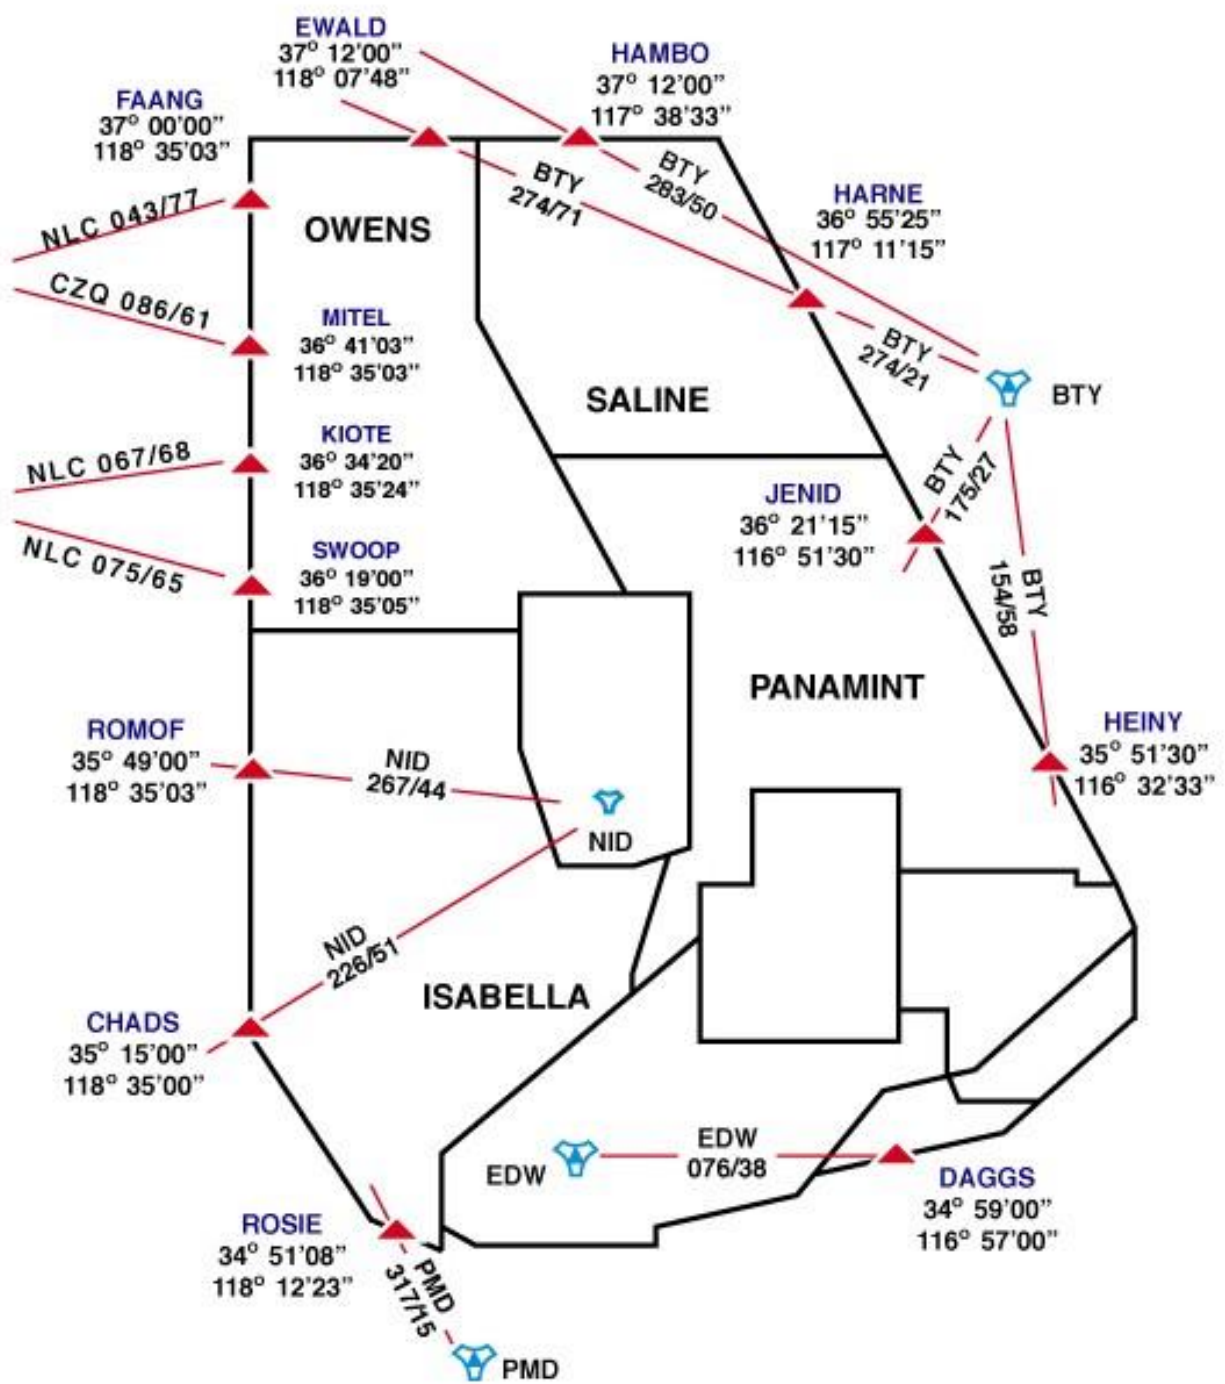 EWALD
37° 12’00”
118° 07’48”
HAMBO
37° 12’00”
117° 38’33”
FAANG
37° 00’00”
118° 35’03”
BTY
274/71
BTY
283/50
HARNE
36° 55’25”
117° 11’15”
NLC 043/77
OWENS
CZQ 086/61
MITEL
36° 41’03”
118° 35’03”
BTY
274/21
BTY
SALINE
KIOTE
36° 34’20”
118° 35’24”
NLC 067/68
BTY
175/27
JENID
36° 21’15”
116° 51’30”
NLC 075/65
SWOOP
36° 19’00”
118° 35’05”
BTY
154/58
PANAMINT
ROMOF
35° 49’00”
118° 35’03”
NID
267/44
HEINY
35° 51’30”
116° 32’33”
NID
NID
226/51
ISABELLA
CHADS
35° 15’00”
118° 35’00”
EDW
EDW
076/38
DAGGS
34° 59’00”
116° 57’00”
ROSIE
34° 51’08”
118° 12’23”
PMD
317/15
PMD